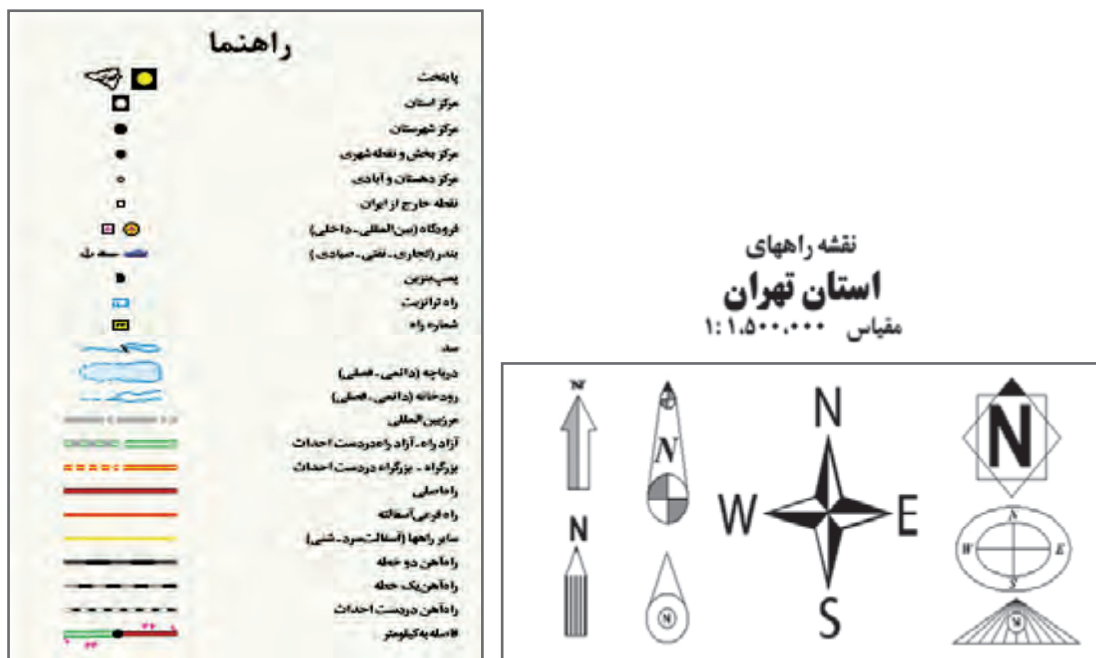 راهنما
پایتخت
مرکز استان
مرکز شهرستان
مرکز بخش و نقطه شهری
مرکز دهستان و آبادی
نقطه خارج از ایران
فرودگاه (بین‌المللی ـ داخلی)
بندر (تجاری ـ نفتی ـ صیادی)
پمپ بنزین
راه ترانزیت
شماره راه
سد
دریاچه (دائمی ـ فصلی)
رودخانه (دائمی ـ فصلی)
مرز بین‌المللی
آزاد راه ـ آزاد راه در دست احداث
بزرگراه ـ بزرگراه در دست احداث
راه اصلی
راه فرعی آسفالته
سایر راهها (آسفالت سرد ـ شنی)
راه‌آهن دو خطه
راه‌آهن یک خطه
راه‌آهن در دست احداث
فاصله به کیلومتر
نقشه راههای
استان تهران
مقیاس ۱:۱,۵۰۰,۰۰۰
N
N
N
N
W
E
S
N
N
N
W
E
S
N